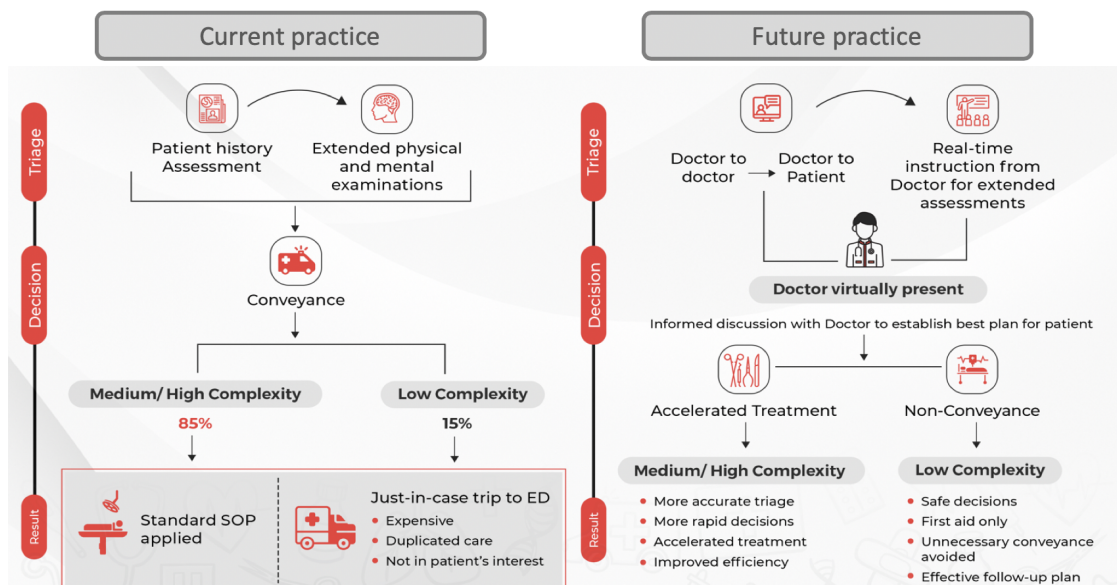 Current practice
Triage
Patient history
Assessment
Extended physical
and mental
examinations
Decision
Conveyance
Medium/ High Complexity
85%
Low Complexity
15%
Result
Standard SOP
applied
Just-in-case trip to ED
• Expensive
• Duplicated care
• Not in patient's interest
Future practice
Triage
Doctor to
doctor
Doctor to
Patient
Real-time
instruction from
Doctor for extended
assessments
Decision
Doctor virtually present
Informed discussion with Doctor to establish best plan for patient
Accelerated Treatment
Non-Conveyance
Result
Medium/ High Complexity
• More accurate triage
• More rapid decisions
• Accelerated treatment
• Improved efficiency
Low Complexity
• Safe decisions
• First aid only
• Unnecessary conveyance
avoided
• Effective follow-up plan